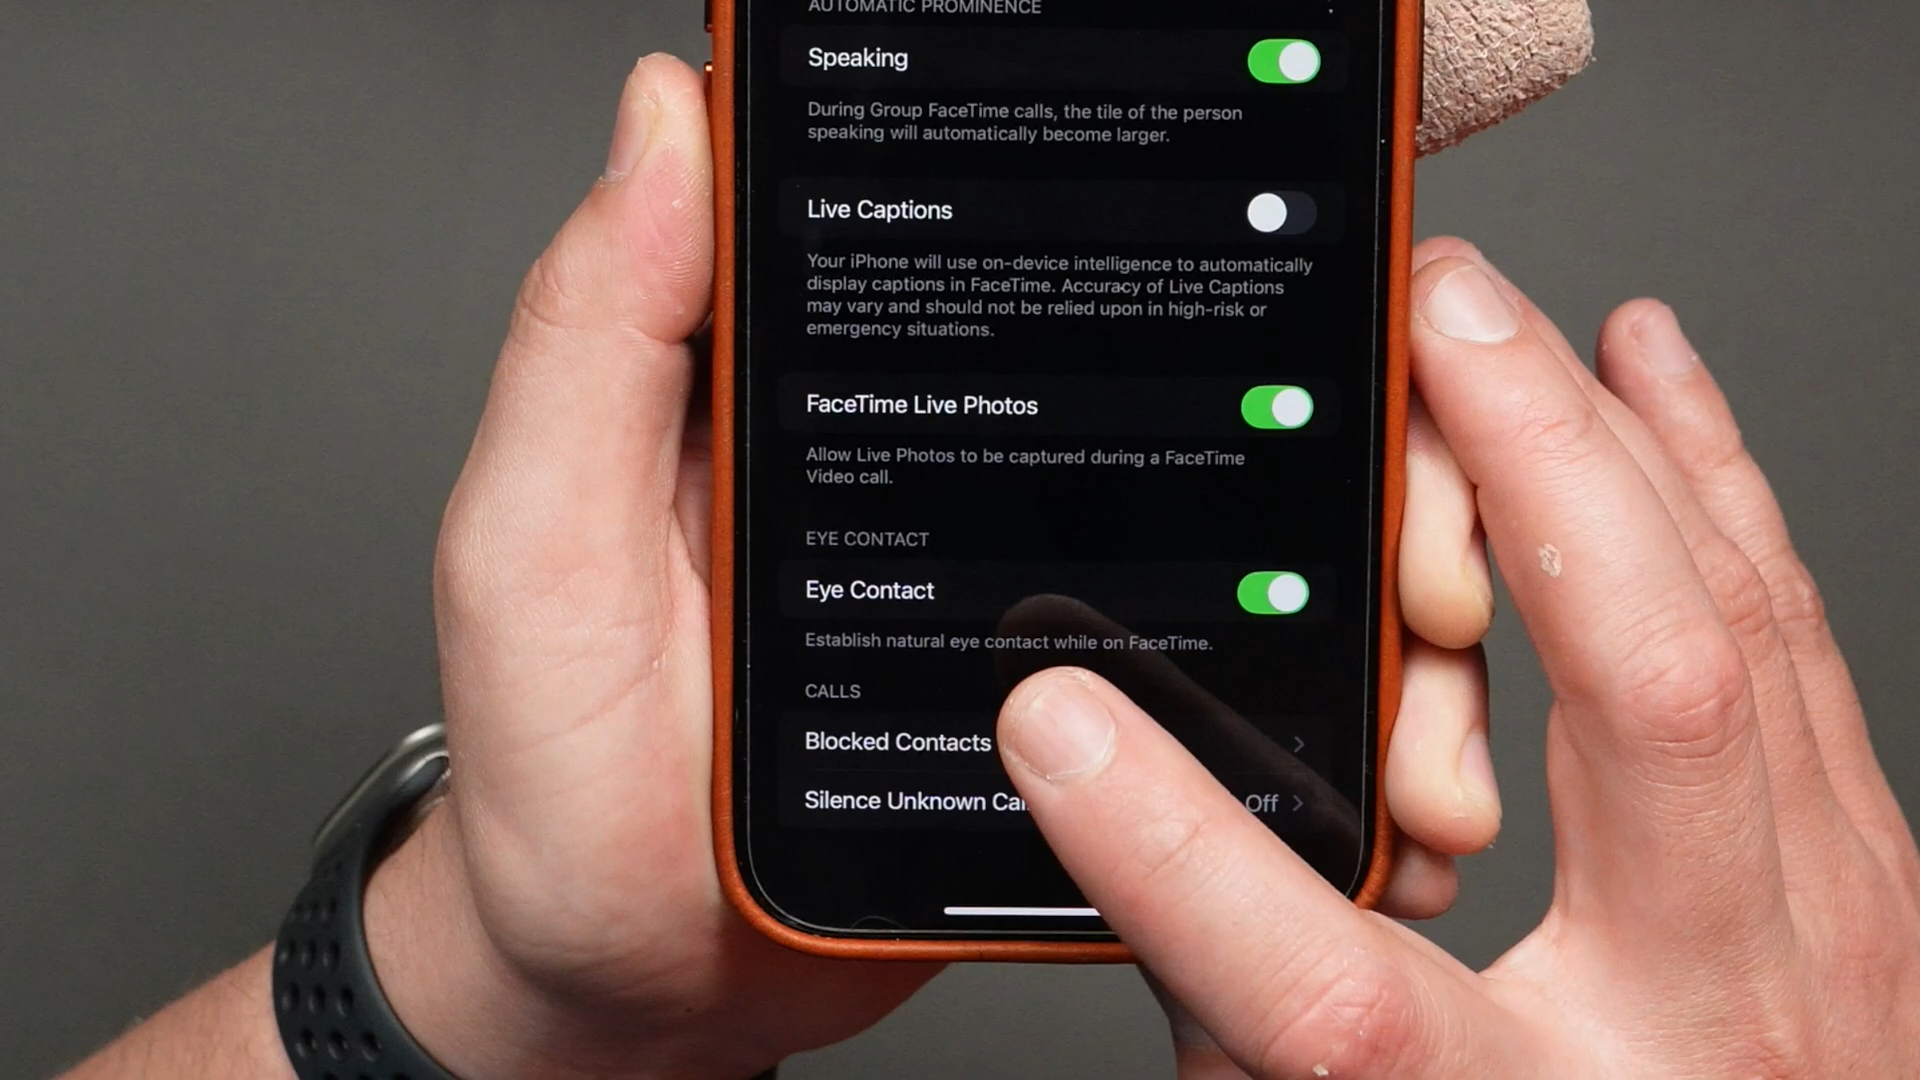 AUTOMATIC PROMINENCE
Speaking
During Group FaceTime calls, the tile of the person
speaking will automatically become larger.
Live Captions
Your iPhone will use on-device intelligence to automatically
display captions in FaceTime. Accuracy of Live Captions
may vary and should not be relied upon in high-risk or
emergency situations.
FaceTime Live Photos
Allow Live Photos to be captured during a FaceTime
Video call.
EYE CONTACT
Eye Contact
Establish natural eye contact while on FaceTime.
CALLS
Blocked Contacts
Silence Unknown Off